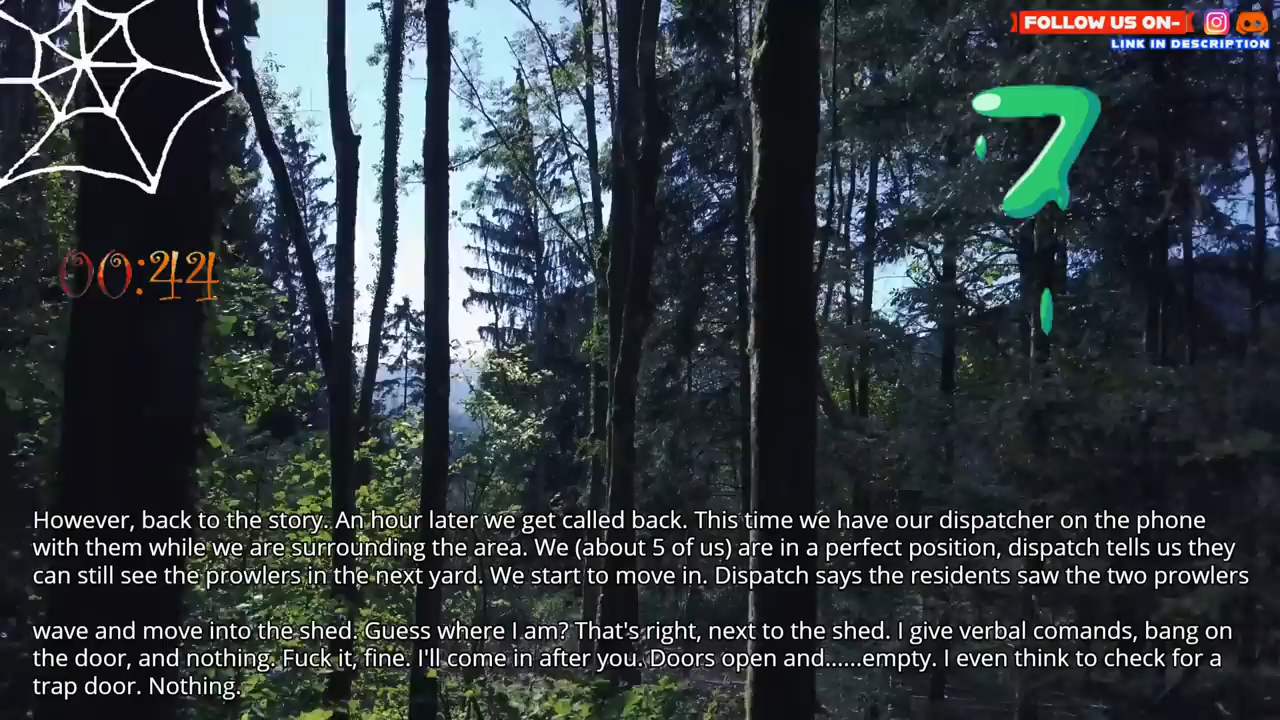 FOLLOW US ON-
LINK IN DESCRIPTION
7
00:44
However, back to the story. An hour later we get called back. This time we have our dispatcher on the phone
with them while we are surrounding the area. We (about 5 of us) are in a perfect position, dispatch tells us they
can still see the prowlers in the next yard. We start to move in. Dispatch says the residents saw the two prowlers
wave and move into the shed. Guess where I am? That's right, next to the shed. I give verbal comands, bang on
the door, and nothing. Fuck it, fine. I'll come in after you. Doors open and......empty. I even think to check for a
trap door. Nothing.